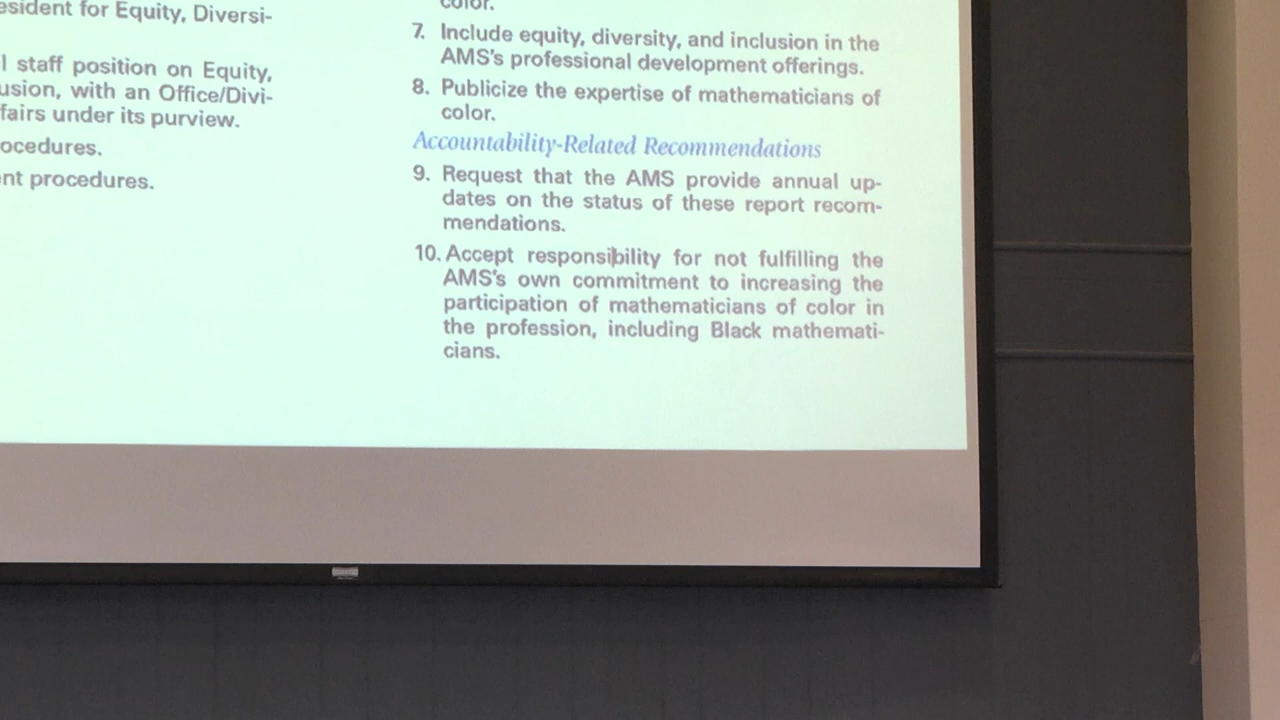 esident for Equity, Diversi-
l staff position on Equity,
usion, with an Office/Divi-
fairs under its purview.
ocedures.
nt procedures.
color.
7. Include equity, diversity, and inclusion in the
AMS's professional development offerings.
8. Publicize the expertise of mathematicians of
color.
Accountability-Related Recommendations
9. Request that the AMS provide annual up-
dates on the status of these report recom-
mendations.
10. Accept responsibility for not fulfilling the
AMS's own commitment to increasing the
participation of mathematicians of color in
the profession, including Black mathemati-
cians.